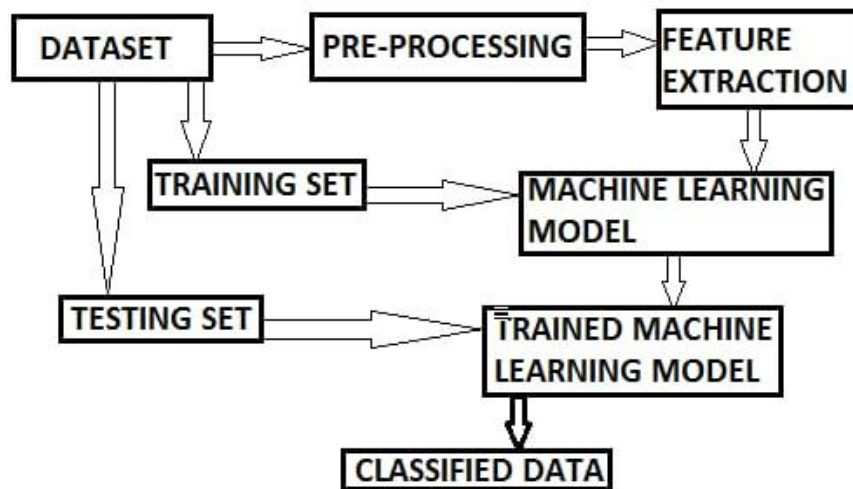 DATASET
PRE-PROCESSING
FEATURE
EXTRACTION
TRAINING SET
MACHINE LEARNING
MODEL
TESTING SET
TRAINED MACHINE
LEARNING MODEL
CLASSIFIED DATA